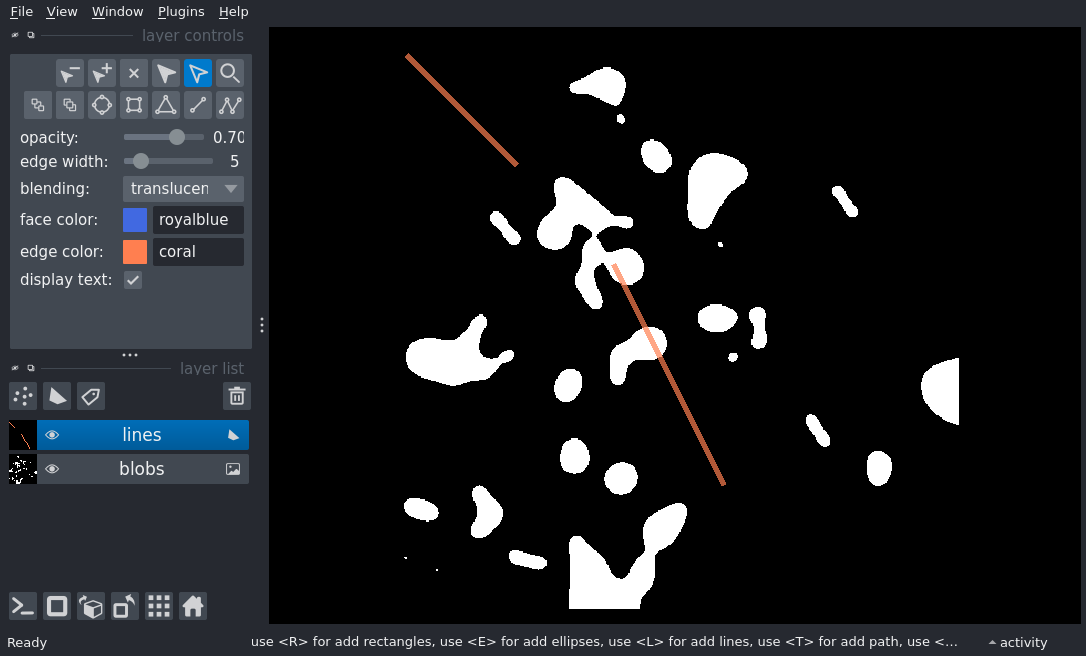 File View Window Plugins Help
layer controls
opacity: 0.70
edge width: 5
blending: translucen
face color: royalblue
edge color: coral
display text:
layer list
lines
blobs
Ready use <R> for add rectangles, use <E> for add ellipses, use <L> for add lines, use <T> for add path, use <... activity